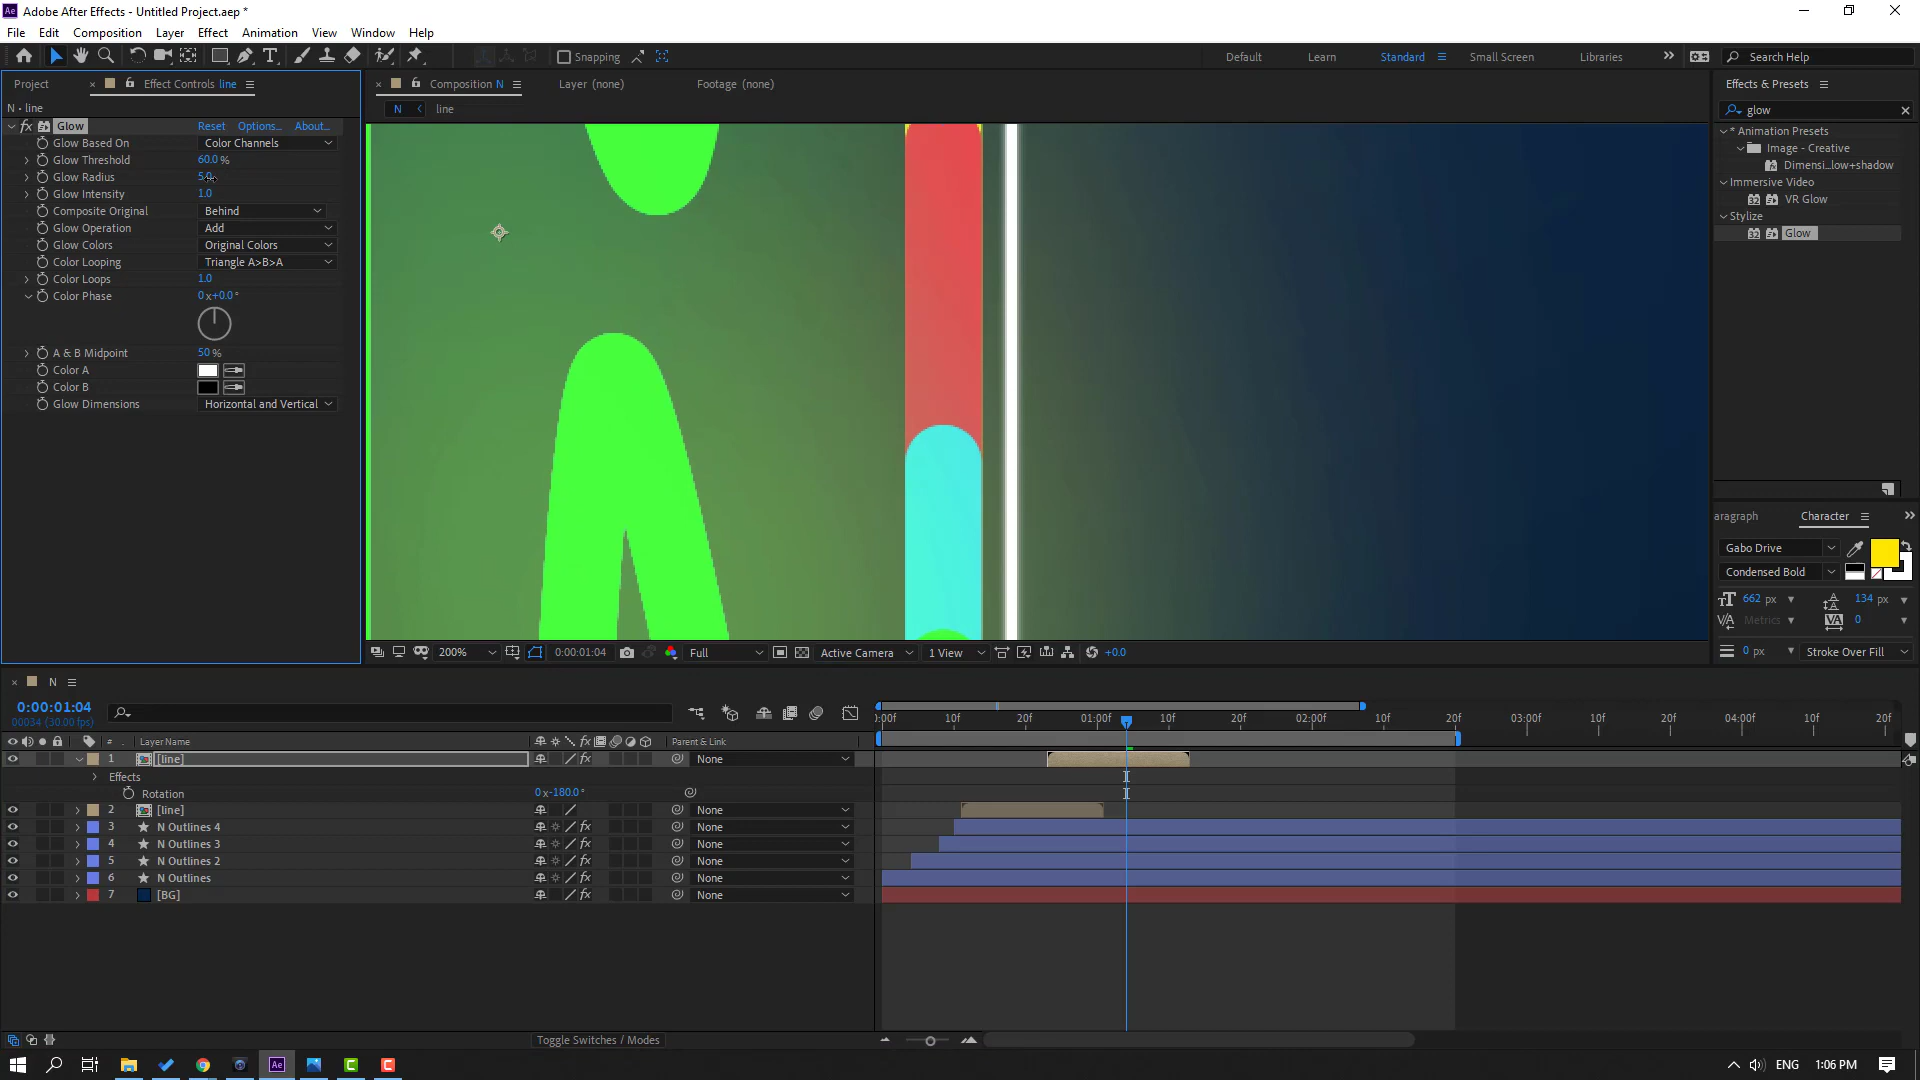 Adobe After Effects - Untitled Project.aep *
File Edit Composition Layer Effect Animation View Window Help
Snapping
Default Learn Standard Small Screen Libraries
Search Help
Project
Effect Controls line
Composition N
Layer (none)
Footage (none)
Effects & Presets
N • line
N line
glow
Glow Reset Options... About...
Glow Based On Color Channels
Glow Threshold 60.0 %
Glow Radius 5.0
Glow Intensity 1.0
Composite Original Behind
Glow Operation Add
Glow Colors Original Colors
Color Looping Triangle A>B>A
Color Loops 1.0
Color Phase 0 x+0.0 °
A & B Midpoint 50 %
Color A
Color B
Glow Dimensions Horizontal and Vertical
* Animation Presets
Image - Creative
Dimensi...low+shadow
Immersive Video
VR Glow
Stylize
Glow
aragraph Character
Gabo Drive
Condensed Bold
662 px 134 px
Metrics 0
0 px Stroke Over Fill
200% 0:00:01:04 Full Active Camera 1 View +0.0
N
0:00:01:04
00034 (30.00 fps)
0:00f 10f 20f 01:00f 10f 20f 02:00f 10f 20f 03:00f 10f 20f 04:00f 10f 20f
# . Layer Name Parent & Link
1 [line] None
Effects
Rotation 0 x-180.0 °
2 [line] None
3 N Outlines 4 None
4 N Outlines 3 None
5 N Outlines 2 None
6 N Outlines None
7 [BG] None
Toggle Switches / Modes
ENG 1:06 PM